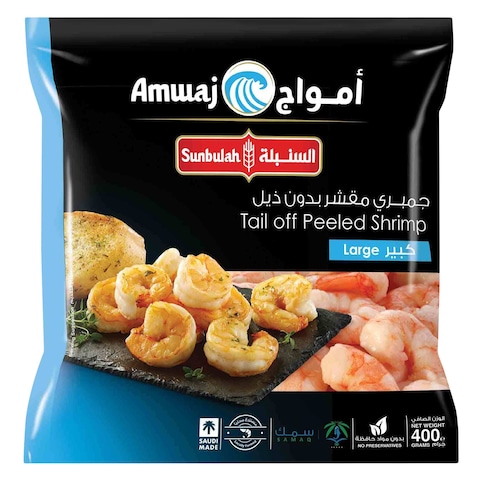 Amwaj أمواج
Sunbulah السنبلة
جمبري مقشر بدون ذيل
Tail off Peeled Shrimp
Large كبير
SAUDI MADE
سمك
SAMAQ
بدون مواد حافظة
NO PRESERVATIVES
الوزن الصافي
NET WEIGHT
400
GRAMS جرام